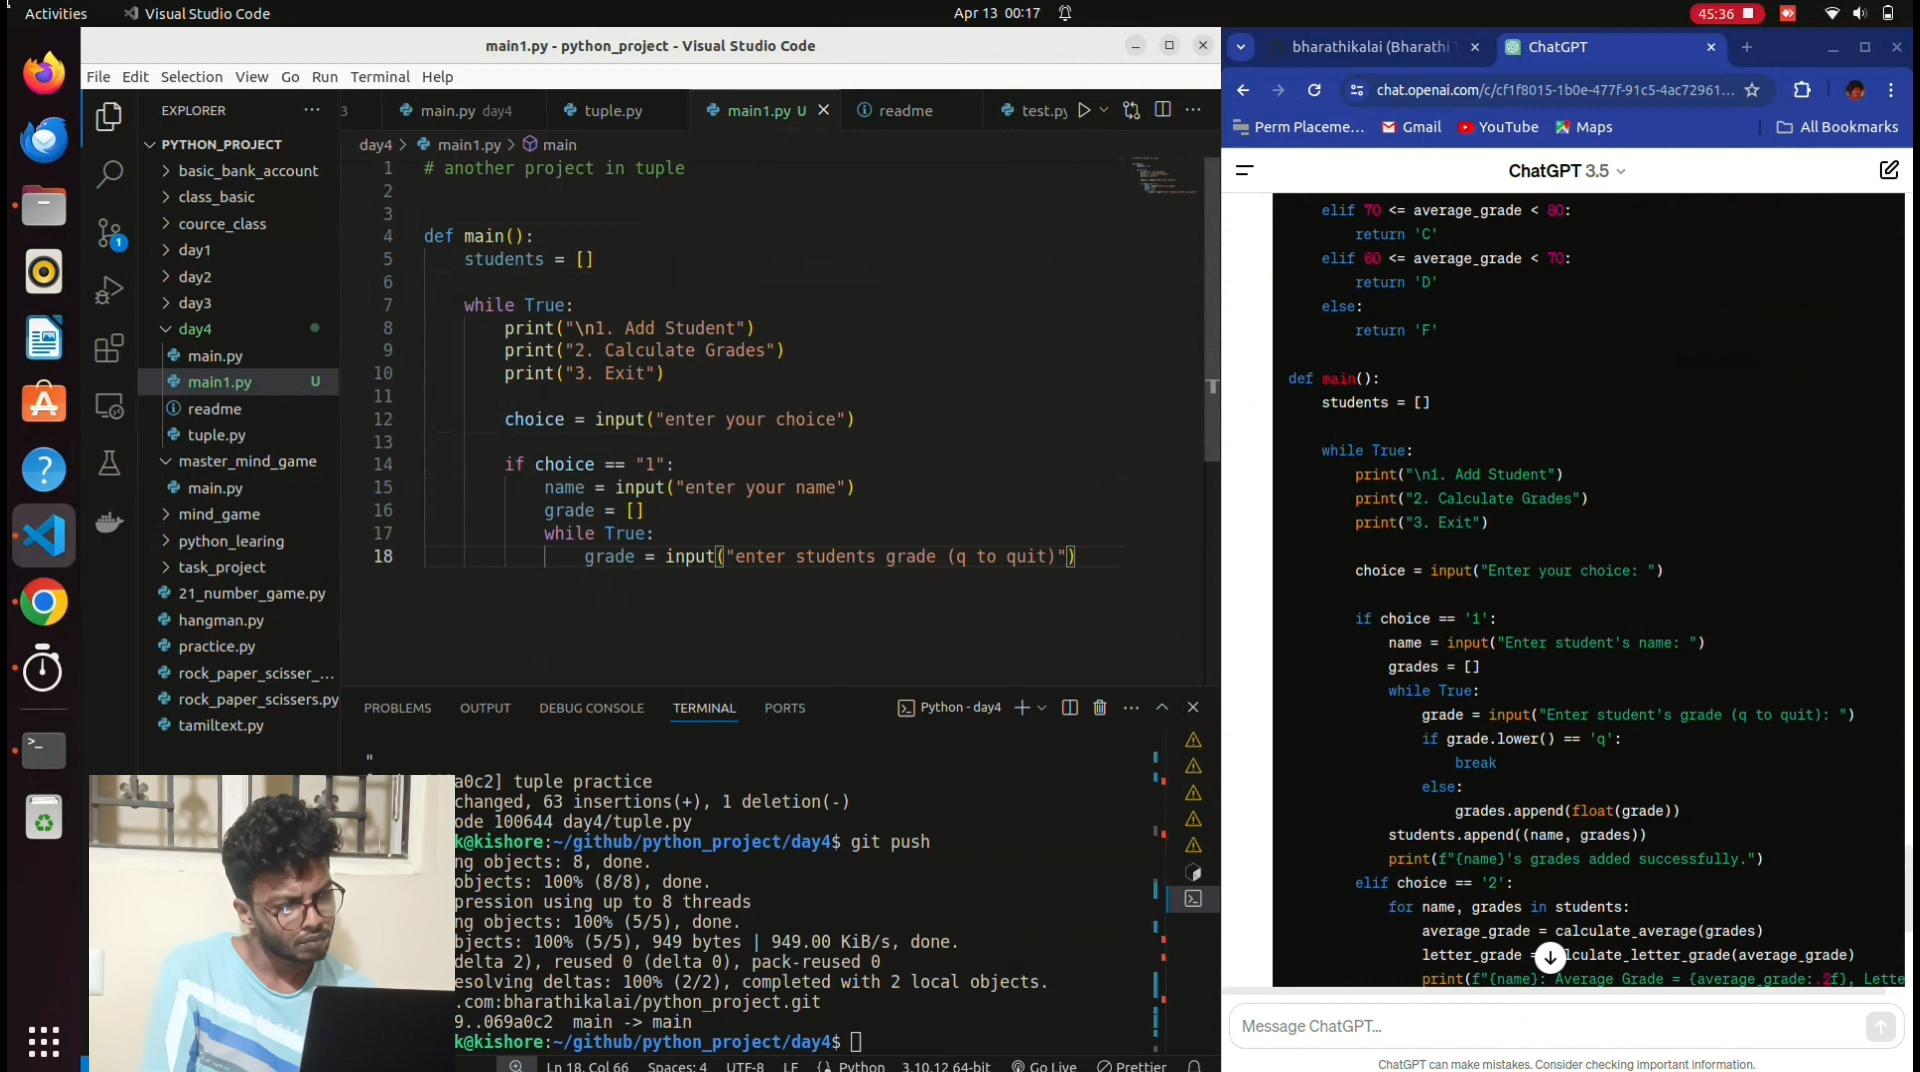 Activities
Visual Studio Code
Apr 13 00:17
45:36
main1.py - python_project - Visual Studio Code
File Edit Selection View Go Run Terminal Help
EXPLORER
PYTHON_PROJECT
basic_bank_account
class_basic
cource_class
day1
day2
day3
day4
main.py
main1.py U
readme
tuple.py
master_mind_game
main.py
mind_game
python_learing
task_project
21_number_game.py
hangman.py
practice.py
rock_paper_scisser_...
rock_paper_scissers.py
tamiltext.py
1
3
main.py day4
tuple.py
main1.py U
readme
test.py
day4 > main1.py > main
1 # another project in tuple
2
3
4 def main():
5 students = []
6
7 while True:
8 print("\n1. Add Student")
9 print("2. Calculate Grades")
10 print("3. Exit")
11
12 choice = input("enter your choice")
13
14 if choice == "1":
15 name = input("enter your name")
16 grade = []
17 while True:
18 grade = input("enter students grade (q to quit)")
PROBLEMS OUTPUT DEBUG CONSOLE TERMINAL PORTS
Python - day4
"
a0c2] tuple practice
changed, 63 insertions(+), 1 deletion(-)
ode 100644 day4/tuple.py
k@kishore:~/github/python_project/day4$ git push
ng objects: 8, done.
objects: 100% (8/8), done.
pression using up to 8 threads
ng objects: 100% (5/5), done.
bjects: 100% (5/5), 949 bytes | 949.00 KiB/s, done.
delta 2), reused 0 (delta 0), pack-reused 0
esolving deltas: 100% (2/2), completed with 2 local objects.
.com:bharathikalai/python_project.git
9..069a0c2 main -> main
k@kishore:~/github/python_project/day4$
Ln 18, Col 66 Spaces: 4 UTF-8 LF Python 3.10.12 64-bit Go Live Prettier
bharathikalai (Bharathi
ChatGPT
chat.openai.com/c/cf1f8015-1b0e-477f-91c5-4ac72961...
Perm Placeme...
Gmail
YouTube
Maps
All Bookmarks
ChatGPT 3.5
elif 70 <= average_grade < 80:
return 'C'
elif 60 <= average_grade < 70:
return 'D'
else:
return 'F'
def main():
students = []
while True:
print("\n1. Add Student")
print("2. Calculate Grades")
print("3. Exit")
choice = input("Enter your choice: ")
if choice == '1':
name = input("Enter student's name: ")
grades = []
while True:
grade = input("Enter student's grade (q to quit): ")
if grade.lower() == 'q':
break
else:
grades.append(float(grade))
students.append((name, grades))
print(f"{name}'s grades added successfully.")
elif choice == '2':
for name, grades in students:
average_grade = calculate_average(grades)
letter_grade = lculate_letter_grade(average_grade)
print(f"{name}: Average Grade = {average_grade:.2f}, Lette
Message ChatGPT...
ChatGPT can make mistakes. Consider checking important information.